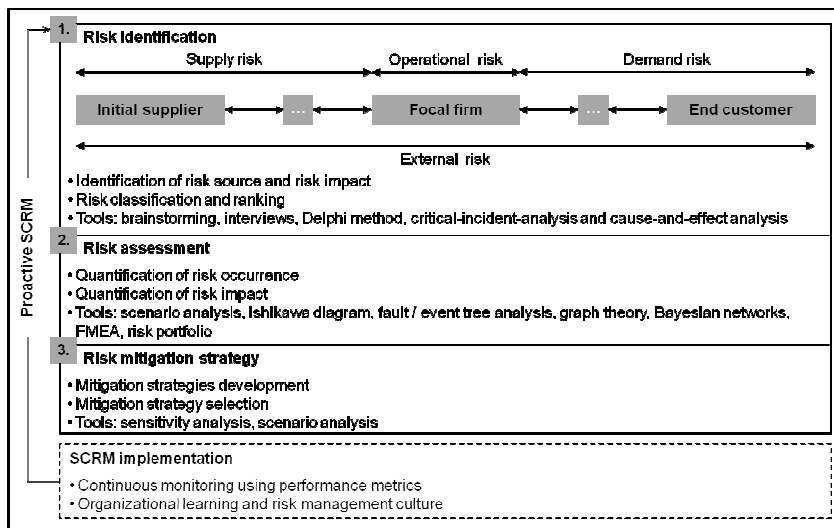 1.
Risk identification
Supply risk
Operational risk
Demand risk
Initial supplier
...
Focal firm
...
End customer
External risk
• Identification of risk source and risk impact
• Risk classification and ranking
• Tools: brainstorming, interviews, Delphi method, critical-incident-analysis and cause-and-effect analysis
2.
Risk assessment
• Quantification of risk occurrence
• Quantification of risk impact
• Tools: scenario analysis, Ishikawa diagram, fault / event tree analysis, graph theory, Bayesian networks,
FMEA, risk portfolio
3.
Risk mitigation strategy
• Mitigation strategies development
• Mitigation strategy selection
• Tools: sensitivity analysis, scenario analysis
SCRM implementation
• Continuous monitoring using performance metrics
• Organizational learning and risk management culture
Proactive SCRM